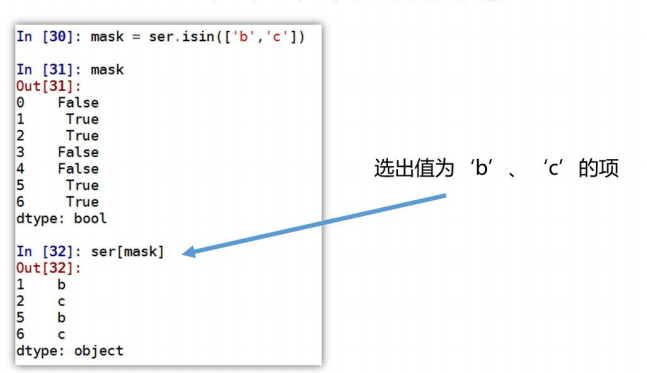 In [30]: mask = ser.isin(['b','c'])
In [31]: mask
Out[31]:
0    False
1     True
2     True
3    False
4    False
5     True
6     True
dtype: bool
In [32]: ser[mask]
Out[32]:
1    b
2    c
5    b
6    c
dtype: object
选出值为‘b’、‘c’的项